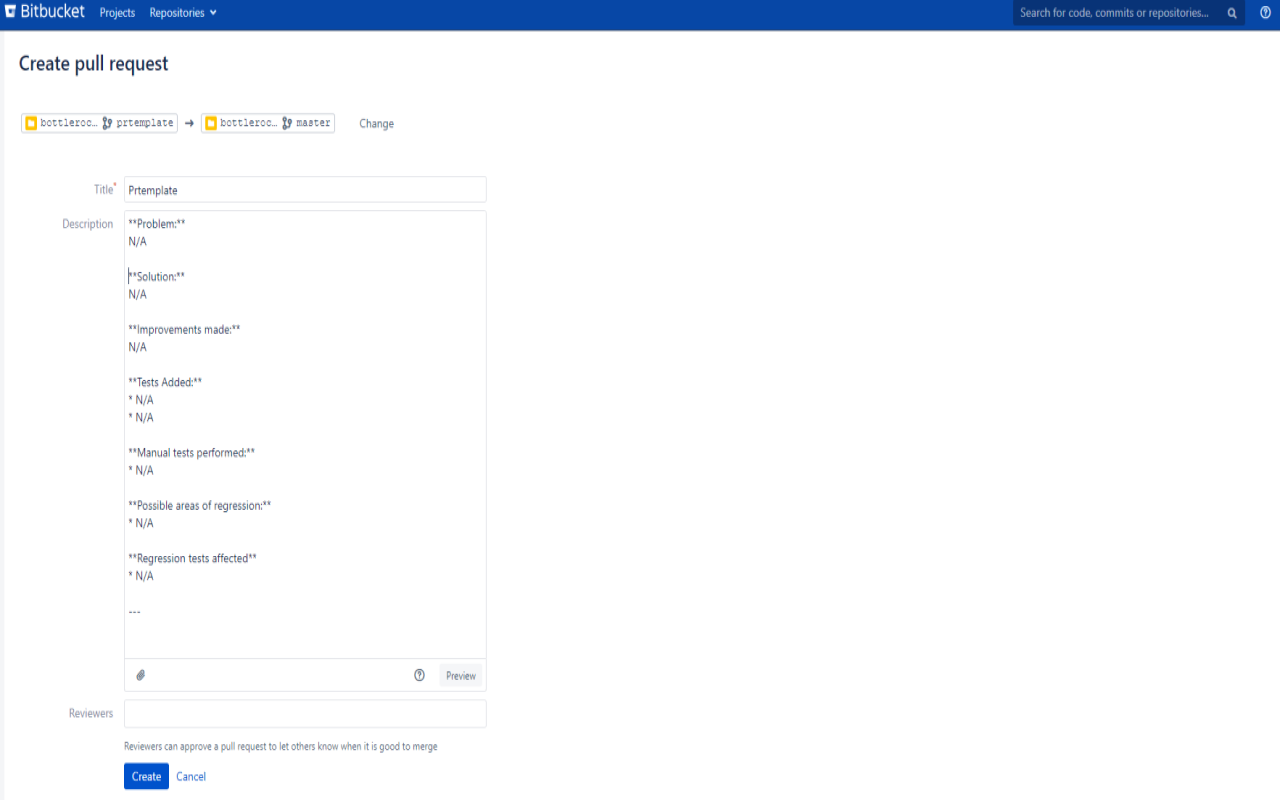 Bitbucket Projects Repositories Search for code, commits or repositories...
Create pull request
bottleroc... prtemplate → bottleroc... master Change
Title* Prtemplate
Description
**Problem:**
N/A
**Solution:**
N/A
**Improvements made:**
N/A
**Tests Added:**
* N/A
* N/A
**Manual tests performed:**
* N/A
**Possible areas of regression:**
* N/A
**Regression tests affected**
* N/A
---
Preview
Reviewers
Reviewers can approve a pull request to let others know when it is good to merge
Create Cancel